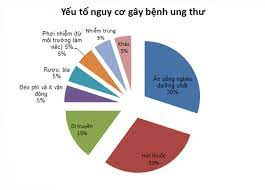 Yếu tố nguy cơ gây bệnh ung thư
Phơi nhiễm (từ
môi trường làm
việc) 5%
Nhiễm trùng
5%
Khác
5%
Rượu, bia
5%
Béo phì và ít vận
động
5%
Di truyền
15%
Ăn uống nghèo
dưỡng chất
30%
Hút thuốc
30%